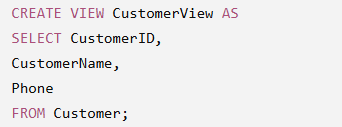 CREATE VIEW CustomerView AS
SELECT CustomerID,
CustomerName,
Phone
FROM Customer;